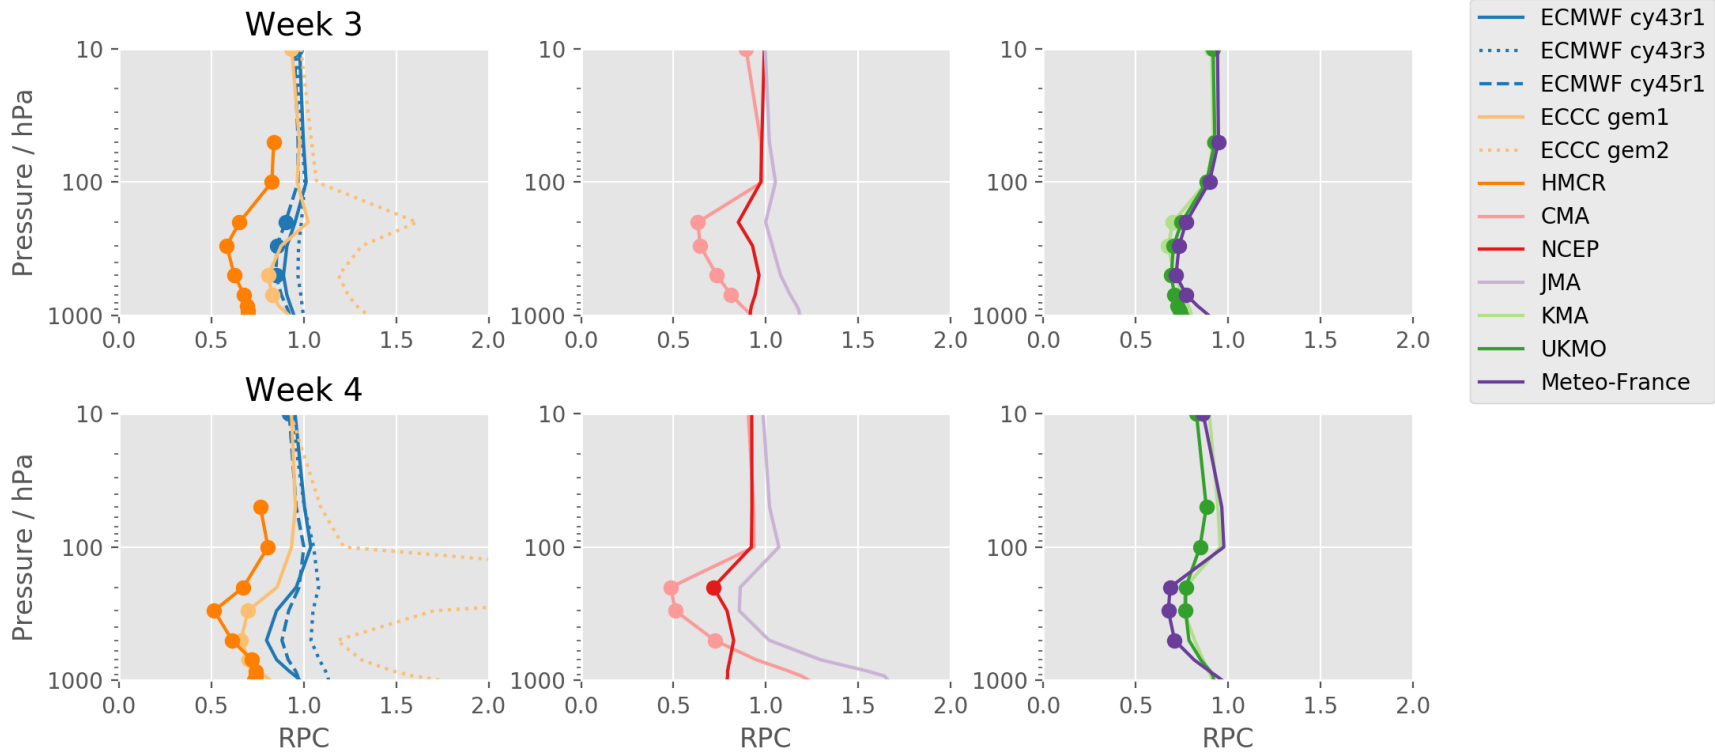 Week 3
Pressure / hPa
10
100
1000
0.0 0.5 1.0 1.5 2.0
10
100
1000
0.0 0.5 1.0 1.5 2.0
10
100
1000
0.0 0.5 1.0 1.5 2.0
ECMWF cy43r1
ECMWF cy43r3
ECMWF cy45r1
ECCC gem1
ECCC gem2
HMCR
CMA
NCEP
JMA
KMA
UKMO
Meteo-France
Week 4
Pressure / hPa
10
100
1000
0.0 0.5 1.0 1.5 2.0
RPC
10
100
1000
0.0 0.5 1.0 1.5 2.0
RPC
10
100
1000
0.0 0.5 1.0 1.5 2.0
RPC